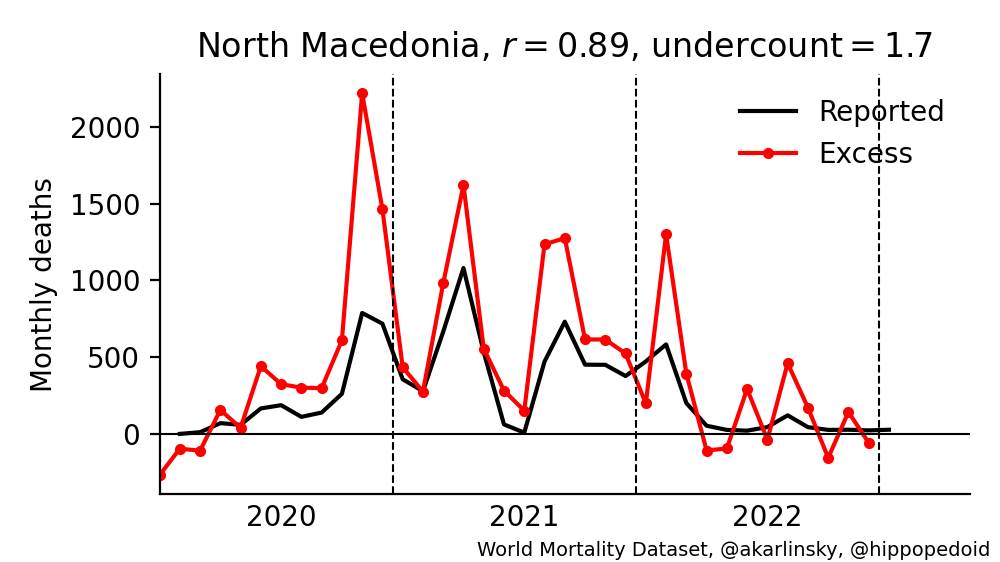 North Macedonia, r = 0.89, undercount = 1.7
Reported
Excess
Monthly deaths
2000
1500
1000
500
0
2020 2021 2022
World Mortality Dataset, @akarlinsky, @hippopedoid